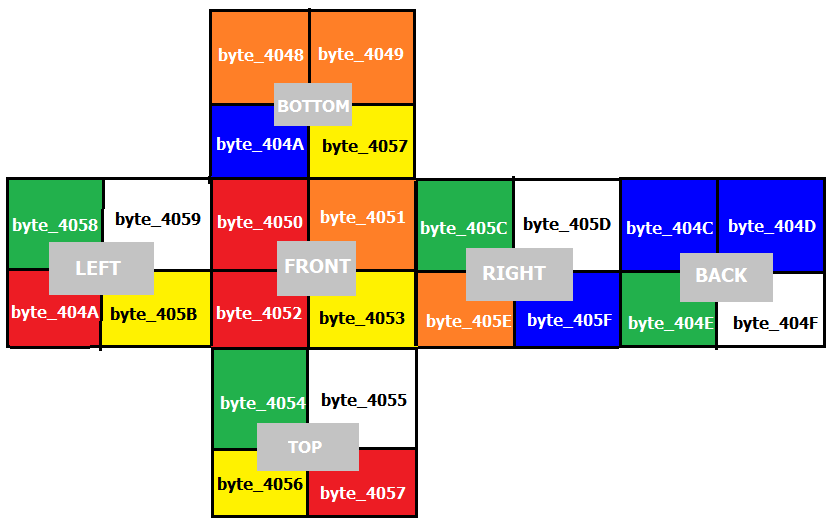 byte_4048 byte_4049
BOTTOM
byte_404A byte_4057
byte_4058 byte_4059 byte_4050 byte_4051 byte_405C byte_405D byte_404C byte_404D
LEFT FRONT RIGHT BACK
byte_404A byte_405B byte_4052 byte_4053 byte_405E byte_405F byte_404E byte_404F
byte_4054 byte_4055
TOP
byte_4056 byte_4057